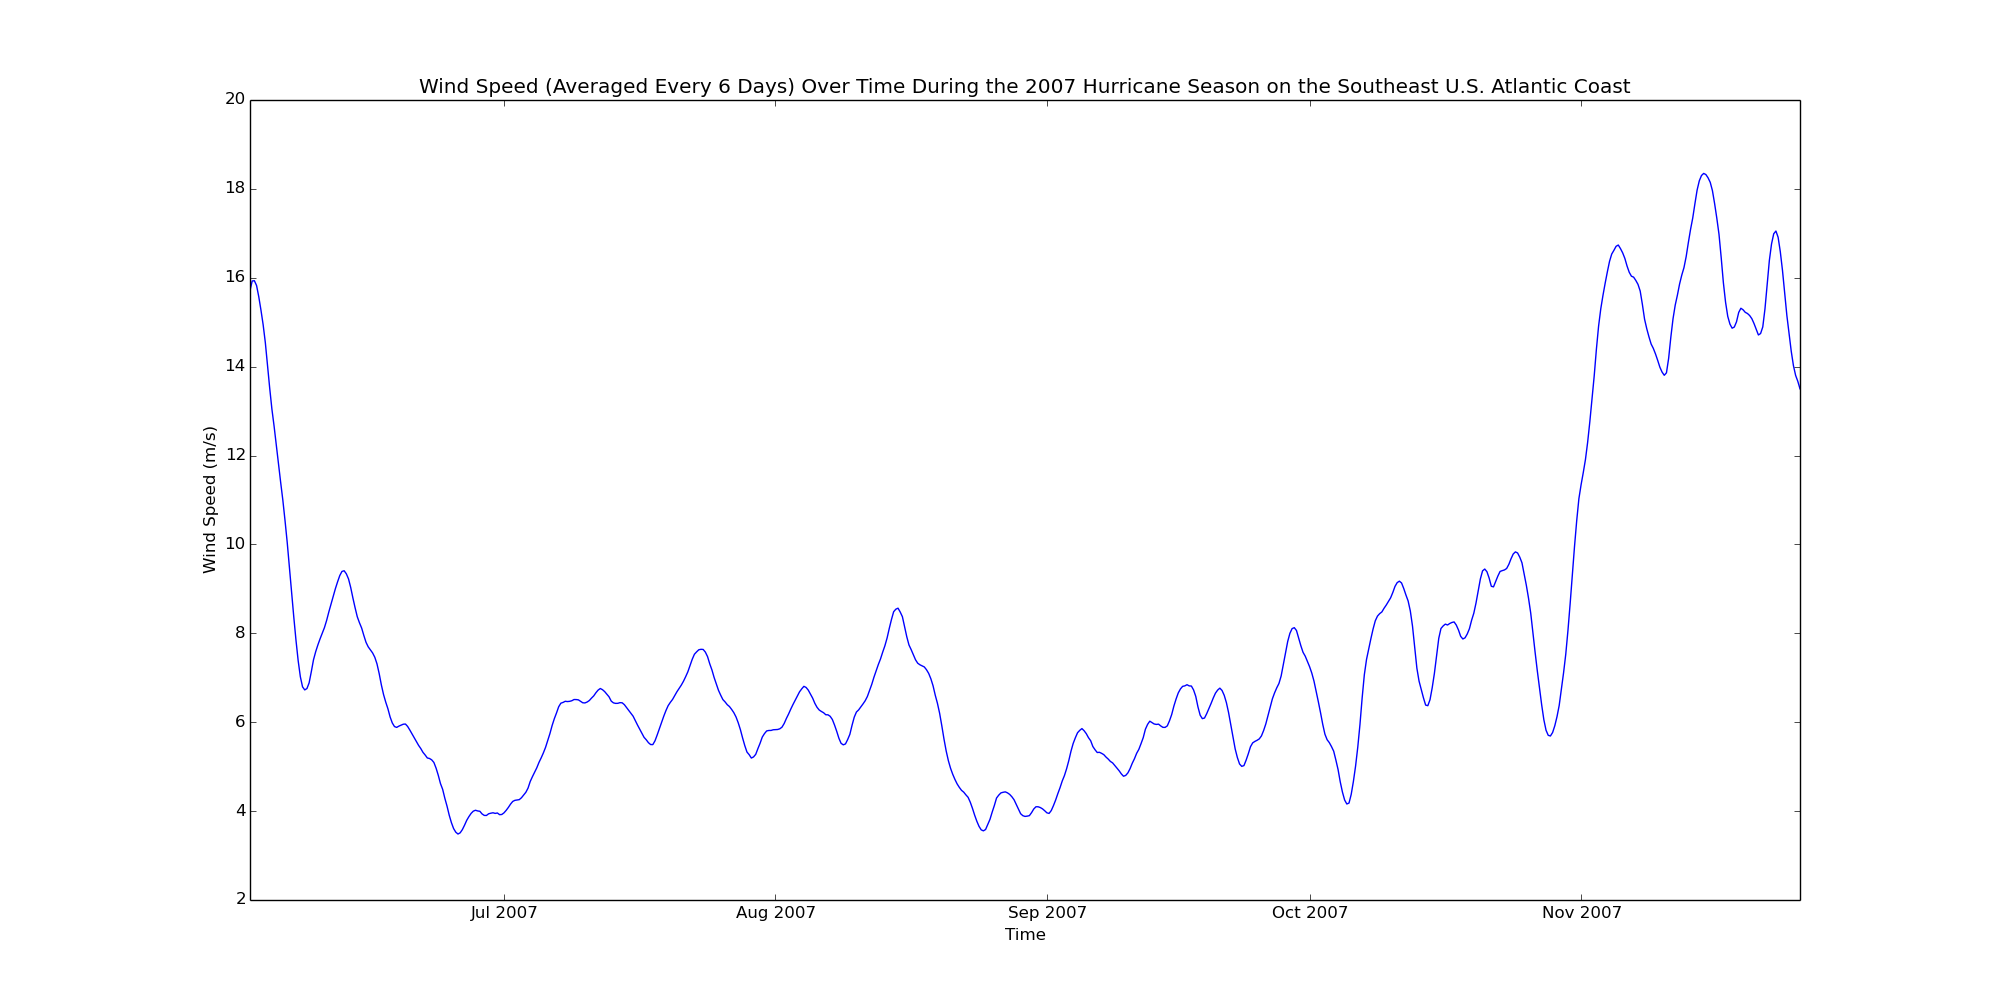 Wind Speed (Averaged Every 6 Days) Over Time During the 2007 Hurricane Season on the Southeast U.S. Atlantic Coast
20
18
16
14
12
10
8
6
4
2
Wind Speed (m/s)
Jul 2007 Aug 2007 Sep 2007 Oct 2007 Nov 2007
Time